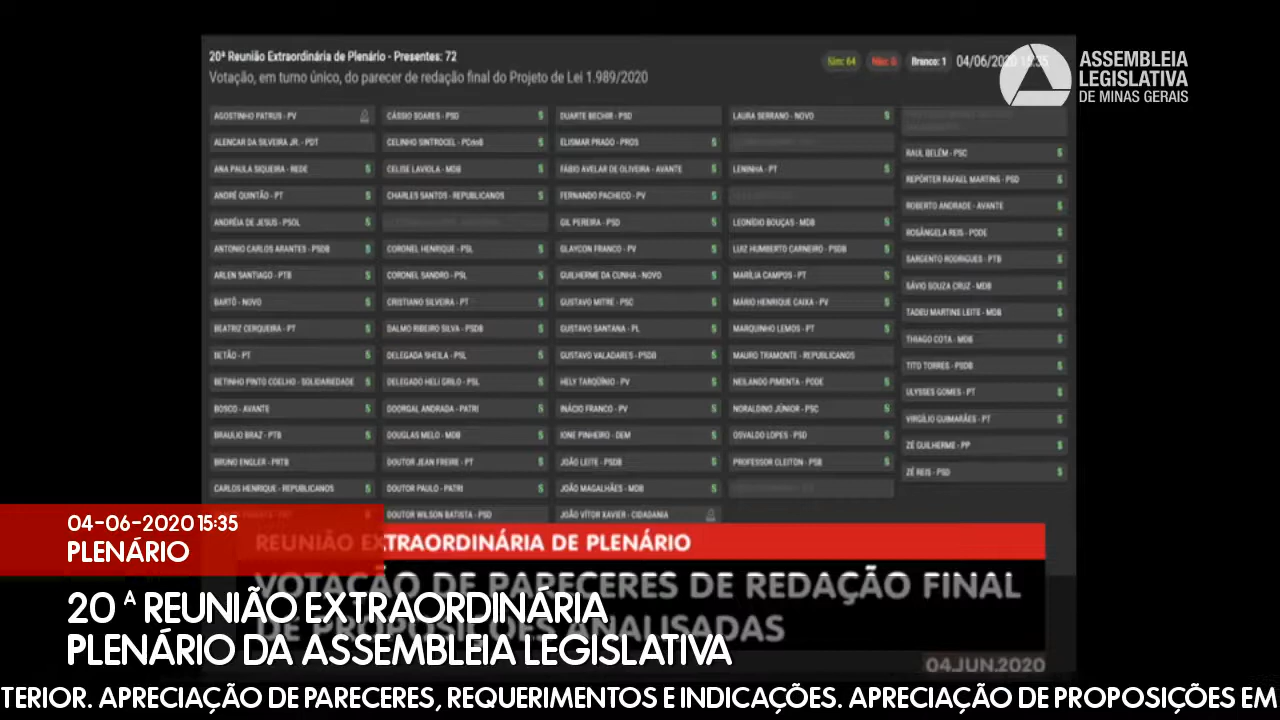 20ª Reunião Extraordinária de Plenário - Presentes: 72
Votação, em turno único, do parecer de redação final do Projeto de Lei 1.989/2020
Sim: 64 Não: 0 Branco: 1 04/06/2020 15:35
ASSEMBLEIA
LEGISLATIVA
DE MINAS GERAIS
AGOSTINHO PATRUS - PV
ALENCAR DA SILVEIRA JR. - PDT
ANA PAULA SIQUEIRA - REDE S
ANDRÉ QUINTÃO - PT S
ANDRÉIA DE JESUS - PSOL S
ANTONIO CARLOS ARANTES - PSDB S
ARLEN SANTIAGO - PTB S
BARTÔ - NOVO S
BEATRIZ CERQUEIRA - PT S
BETÃO - PT S
BETINHO PINTO COELHO - SOLIDARIEDADE S
BOSCO - AVANTE S
BRAULIO BRAZ - PTB S
BRUNO ENGLER - PRTB
CARLOS HENRIQUE - REPUBLICANOS S
CÁSSIO SOARES - PSD S
CELINHO SINTROCEL - PCdoB S
CELISE LAVIOLA - MDB S
CHARLES SANTOS - REPUBLICANOS S
CORONEL HENRIQUE - PSL S
CORONEL SANDRO - PSL S
CRISTIANO SILVEIRA - PT S
DALMO RIBEIRO SILVA - PSDB S
DELEGADA SHEILA - PSL S
DELEGADO HELI GRILO - PSL S
DOORGAL ANDRADA - PATRI S
DOUGLAS MELO - MDB S
DOUTOR JEAN FREIRE - PT S
DOUTOR PAULO - PATRI S
DOUTOR WILSON BATISTA - PSD
DUARTE BECHIR - PSD
ELISMAR PRADO - PROS S
FÁBIO AVELAR DE OLIVEIRA - AVANTE S
FERNANDO PACHECO - PV S
GIL PEREIRA - PSD S
GLAYCON FRANCO - PV S
GUILHERME DA CUNHA - NOVO S
GUSTAVO MITRE - PSC S
GUSTAVO SANTANA - PL S
GUSTAVO VALADARES - PSDB S
HELY TARQÜÍNIO - PV S
INÁCIO FRANCO - PV S
IONE PINHEIRO - DEM S
JOÃO LEITE - PSDB S
JOÃO MAGALHÃES - MDB S
JOÃO VÍTOR XAVIER - CIDADANIA
LAURA SERRANO - NOVO S
LENINHA - PT S
LEONÍDIO BOUÇAS - MDB S
LUIZ HUMBERTO CARNEIRO - PSDB S
MARÍLIA CAMPOS - PT S
MÁRIO HENRIQUE CAIXA - PV S
MARQUINHO LEMOS - PT S
MAURO TRAMONTE - REPUBLICANOS
NEILANDO PIMENTA - PODE S
NORALDINO JÚNIOR - PSC S
OSVALDO LOPES - PSD S
PROFESSOR CLEITON - PSB S
RAUL BELÉM - PSC S
REPÓRTER RAFAEL MARTINS - PSD S
ROBERTO ANDRADE - AVANTE S
ROSÂNGELA REIS - PODE S
SARGENTO RODRIGUES - PTB S
SÁVIO SOUZA CRUZ - MDB S
TADEU MARTINS LEITE - MDB S
THIAGO COTA - MDB S
TITO TORRES - PSDB S
ULYSSES GOMES - PT S
VIRGÍLIO GUIMARÃES - PT S
ZÉ GUILHERME - PP S
ZÉ REIS - PSD S
REUNIÃO EXTRAORDINÁRIA DE PLENÁRIO
VOTAÇÃO DE PARECERES DE REDAÇÃO FINAL
DE PROPOSIÇÕES ANALISADAS
04.JUN.2020
04-06-2020 15:35
PLENÁRIO
20 ª REUNIÃO EXTRAORDINÁRIA
PLENÁRIO DA ASSEMBLEIA LEGISLATIVA
TERIOR. APRECIAÇÃO DE PARECERES, REQUERIMENTOS E INDICAÇÕES. APRECIAÇÃO DE PROPOSIÇÕES EM